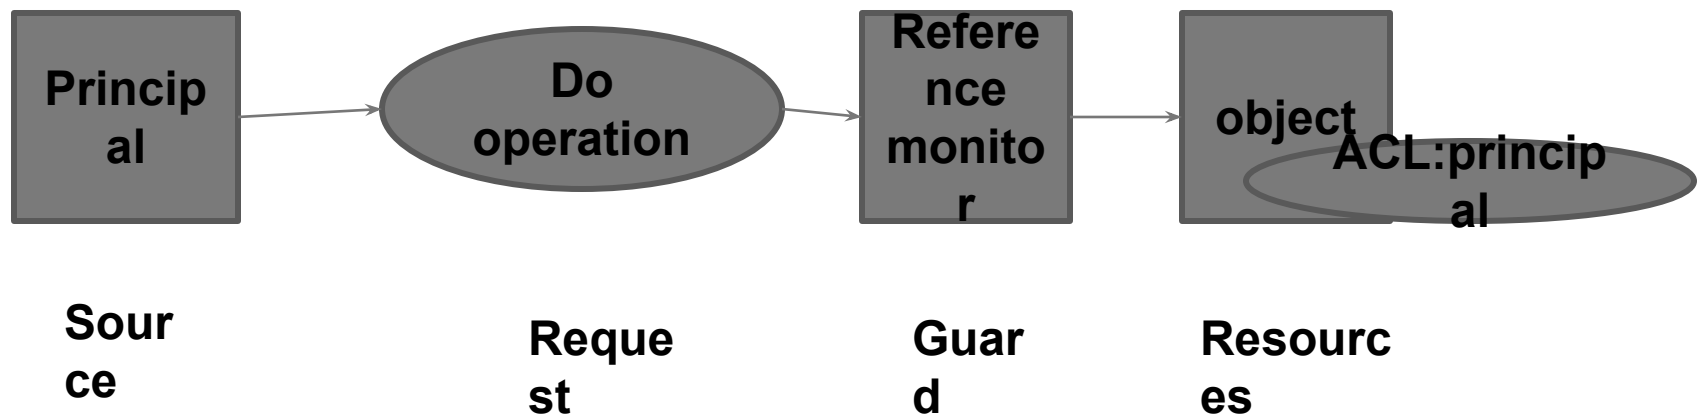 Princip
al
Do
operation
Refere
nce
monito
r
object
ACL:princip
al
Sour
ce
Reque
st
Guar
d
Resourc
es